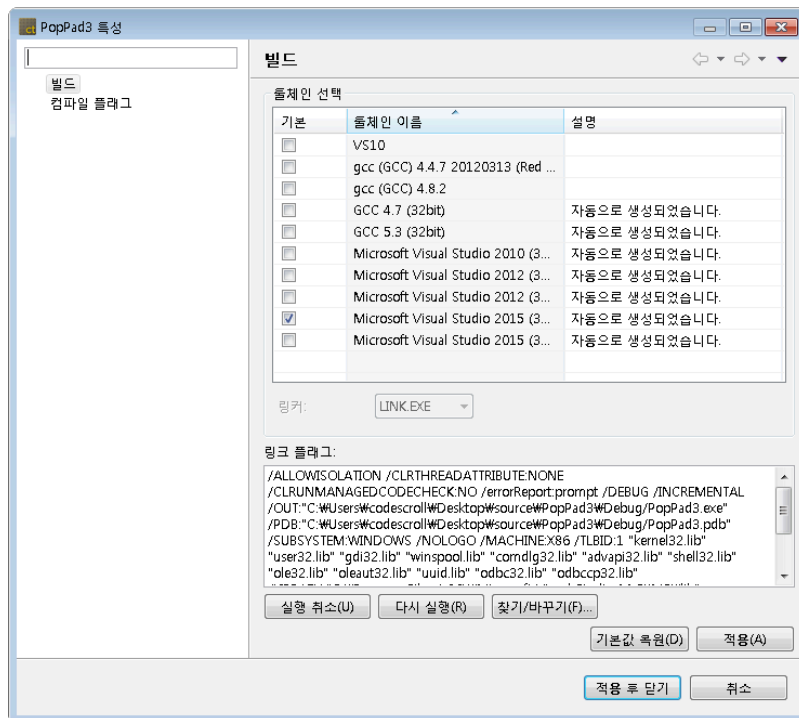 PopPad3 특성
빌드
컴파일 플래그
빌드
툴체인 선택
기본 툴체인 이름 설명
VS10
gcc (GCC) 4.4.7 20120313 (Red ...
gcc (GCC) 4.8.2
GCC 4.7 (32bit) 자동으로 생성되었습니다.
GCC 5.3 (32bit) 자동으로 생성되었습니다.
Microsoft Visual Studio 2010 (3... 자동으로 생성되었습니다.
Microsoft Visual Studio 2012 (3... 자동으로 생성되었습니다.
Microsoft Visual Studio 2012 (3... 자동으로 생성되었습니다.
Microsoft Visual Studio 2015 (3... 자동으로 생성되었습니다.
Microsoft Visual Studio 2015 (3... 자동으로 생성되었습니다.
링커: LINK.EXE
링크 플래그:
/ALLOWISOLATION /CLRTHREADATTRIBUTE:NONE
/CLRUNMANAGEDCODECHECK:NO /errorReport:prompt /DEBUG /INCREMENTAL
/OUT:"C:₩Users₩codescroll₩Desktop₩source₩PopPad3₩Debug/PopPad3.exe"
/PDB:"C:₩Users₩codescroll₩Desktop₩source₩PopPad3₩Debug/PopPad3.pdb"
/SUBSYSTEM:WINDOWS /NOLOGO /MACHINE:X86 /TLBID:1 "kernel32.lib"
"user32.lib" "gdi32.lib" "winspool.lib" "comdlg32.lib" "advapi32.lib" "shell32.lib"
"ole32.lib" "oleaut32.lib" "uuid.lib" "odbc32.lib" "odbccp32.lib"
실행 취소(U) 다시 실행(R) 찾기/바꾸기(F)...
기본값 복원(D) 적용(A)
적용 후 닫기 취소